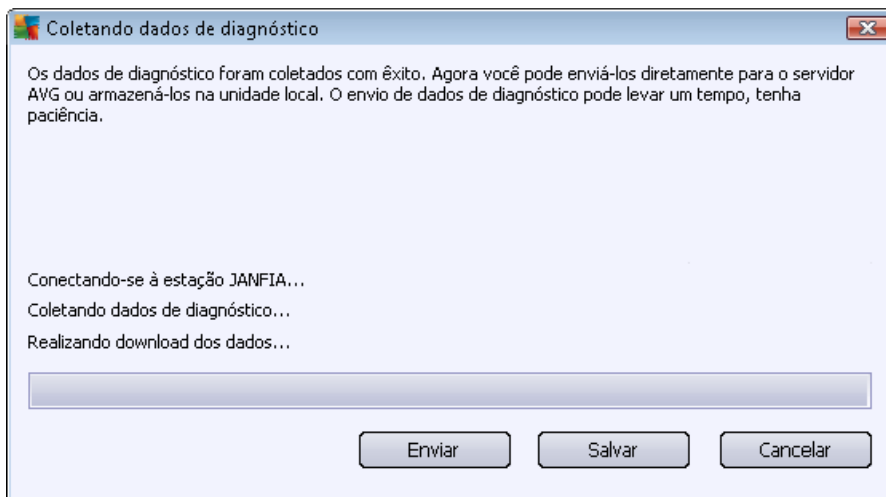 Coletando dados de diagnóstico
Os dados de diagnóstico foram coletados com êxito. Agora você pode enviá-los diretamente para o servidor
AVG ou armazená-los na unidade local. O envio de dados de diagnóstico pode levar um tempo, tenha
paciência.
Conectando-se à estação JANFIA...
Coletando dados de diagnóstico...
Realizando download dos dados...
Enviar Salvar Cancelar